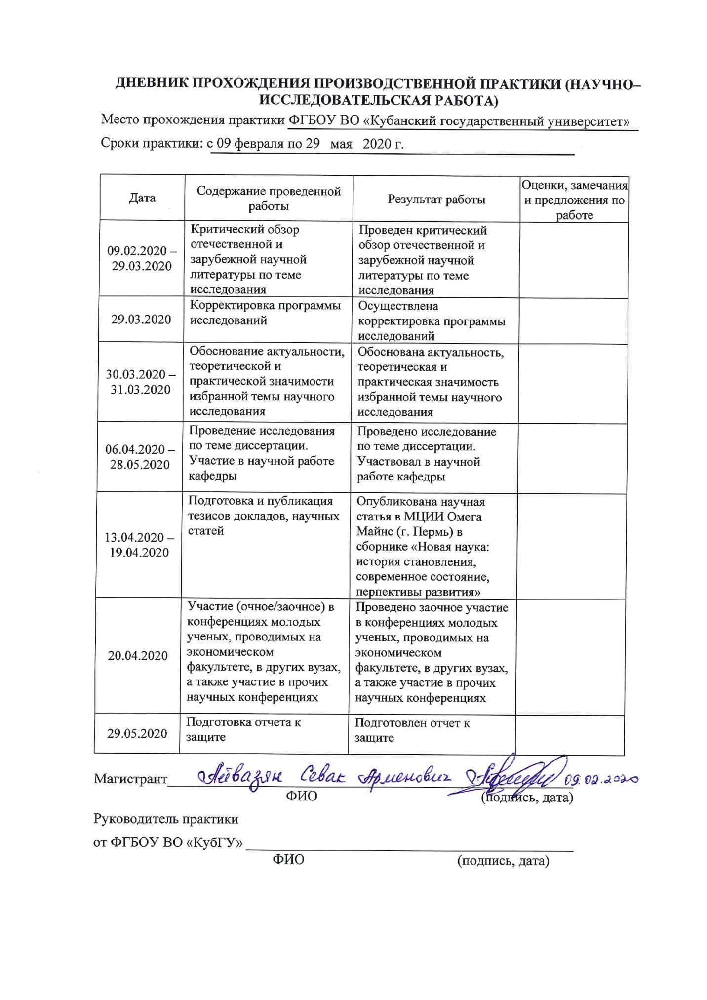 ДНЕВНИК ПРОХОЖДЕНИЯ ПРОИЗВОДСТВЕННОЙ ПРАКТИКИ (НАУЧНО–
ИССЛЕДОВАТЕЛЬСКАЯ РАБОТА)
Место прохождения практики ФГБОУ ВО «Кубанский государственный университет»
Сроки практики: с 09 февраля по 29 мая 2020 г.
Дата
Содержание проведенной
работы
Результат работы
Оценки, замечания
и предложения по
работе
09.02.2020 –
29.03.2020
Критический обзор
отечественной и
зарубежной научной
литературы по теме
исследования
Проведен критический
обзор отечественной и
зарубежной научной
литературы по теме
исследования
29.03.2020
Корректировка программы
исследований
Осуществлена
корректировка программы
исследований
30.03.2020 –
31.03.2020
Обоснование актуальности,
теоретической и
практической значимости
избранной темы научного
исследования
Обоснована актуальность,
теоретическая и
практическая значимость
избранной темы научного
исследования
06.04.2020 –
28.05.2020
Проведение исследования
по теме диссертации.
Участие в научной работе
кафедры
Проведено исследование
по теме диссертации.
Участвовал в научной
работе кафедры
13.04.2020 –
19.04.2020
Подготовка и публикация
тезисов докладов, научных
статей
Опубликована научная
статья в МЦИИ Омега
Майнс (г. Пермь) в
сборнике «Новая наука:
история становления,
современное состояние,
перпективы развития»
20.04.2020
Участие (очное/заочное) в
конференциях молодых
ученых, проводимых на
экономическом
факультете, в других вузах,
а также участие в прочих
научных конференциях
Проведено заочное участие
в конференциях молодых
ученых, проводимых на
экономическом
факультете, в других вузах,
а также участие в прочих
научных конференциях
29.05.2020
Подготовка отчета к
защите
Подготовлен отчет к
защите
Магистрант Айвазян Севак Арменович 09.02.2020
ФИО (подпись, дата)
Руководитель практики
от ФГБОУ ВО «КубГУ»
ФИО (подпись, дата)